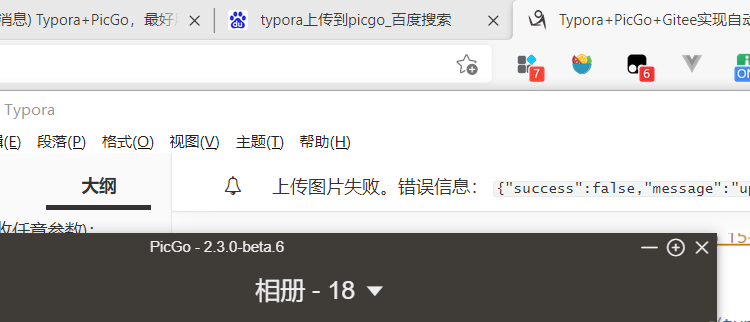 消息) Typora+PicGo，最好 typora上传到picgo_百度搜索 Typora+PicGo+Gitee实现自动
7 6 ON
Typora
(E) 段落(P) 格式(O) 视图(V) 主题(T) 帮助(H)
大纲 上传图片失败。错误信息： {"success":false,"message":"up
收任意参数)：
PicGo - 2.3.0-beta.6 15-
相册 - 18